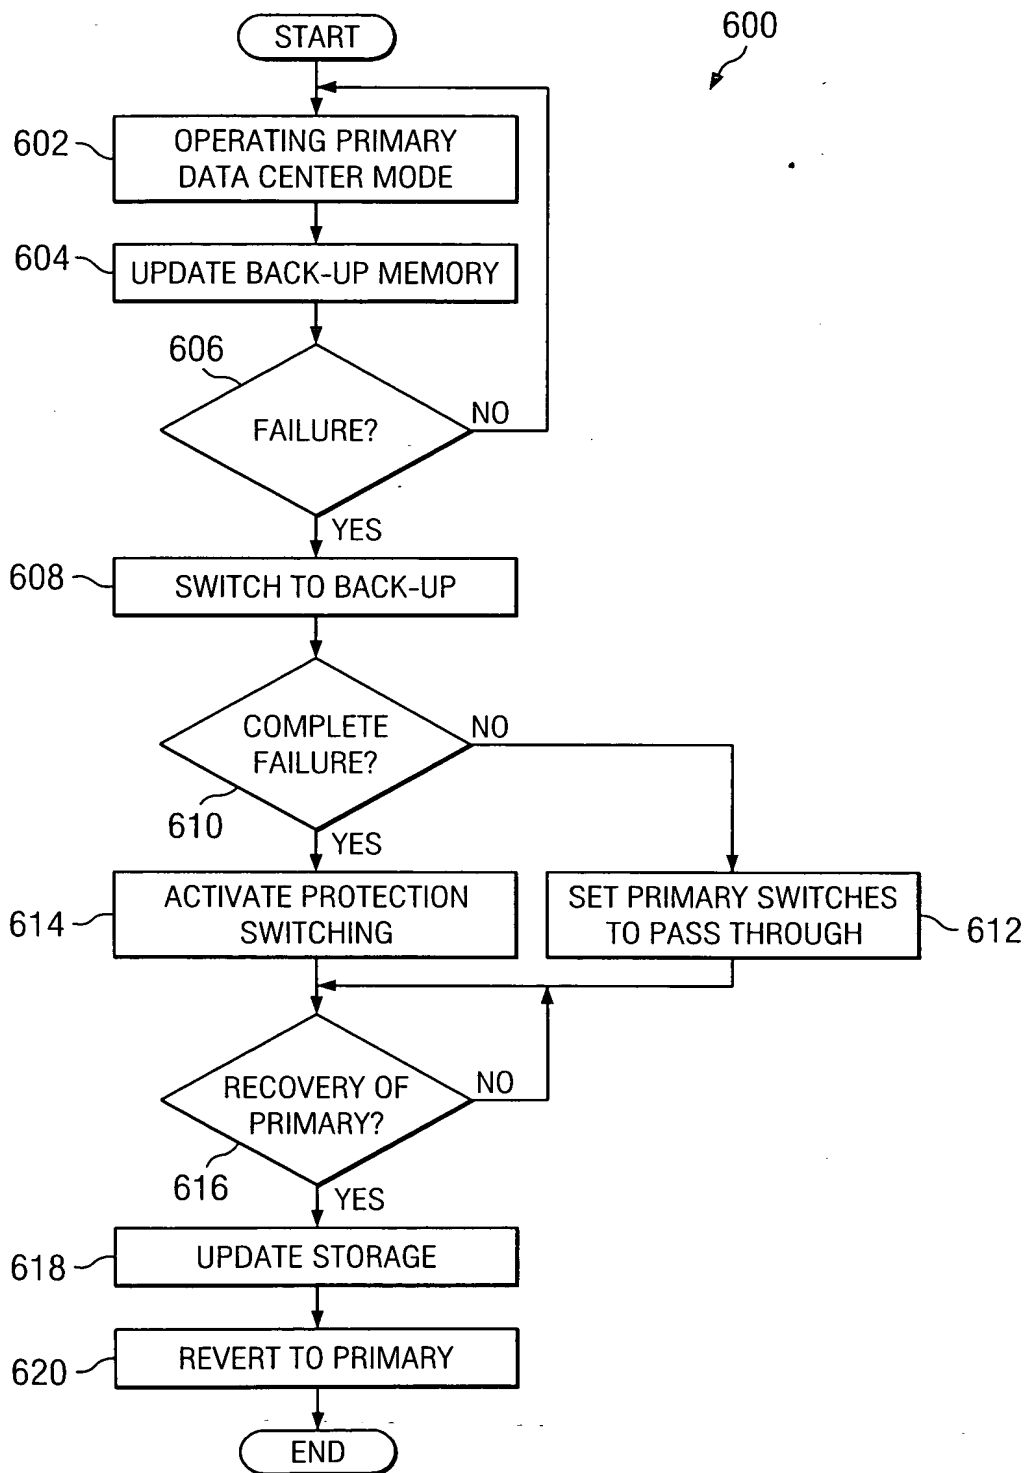 START
600
602
OPERATING PRIMARY
DATA CENTER MODE
604
UPDATE BACK-UP MEMORY
606
FAILURE?
NO
YES
608
SWITCH TO BACK-UP
COMPLETE
FAILURE?
NO
610
YES
614
ACTIVATE PROTECTION
SWITCHING
SET PRIMARY SWITCHES
TO PASS THROUGH
612
RECOVERY OF
PRIMARY?
NO
616
YES
618
UPDATE STORAGE
620
REVERT TO PRIMARY
END